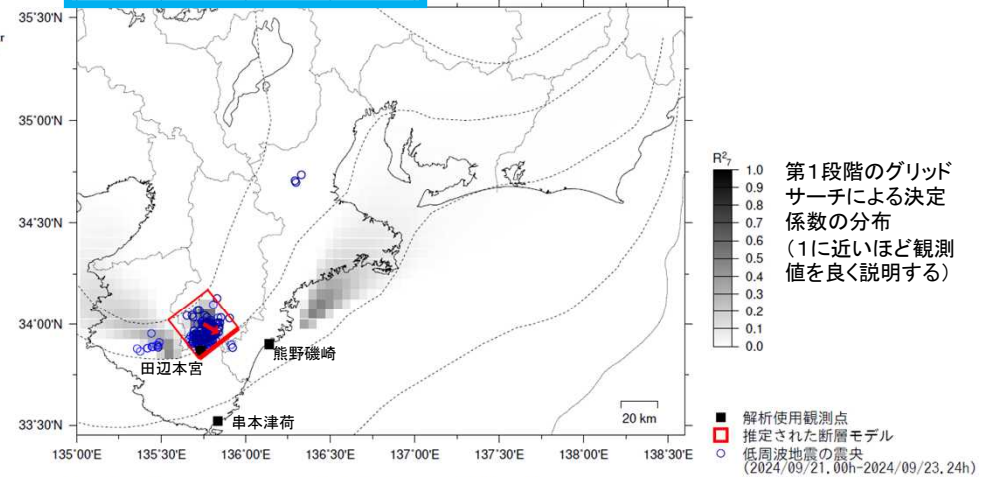 r
35°30'N
35°00'N
34°30'N
34°00'N
33°30'N
135°00'E
135°30'E
136°00'E
136°30'E
137°00'E
137°30'E
138°00'E
138°30'E
田辺本宮
熊野磯崎
串本津荷
20 km
R²₇
1.0
0.9
0.8
0.7
0.6
0.5
0.4
0.3
0.2
0.1
0.0
第1段階のグリッド
サーチによる決定
係数の分布
(1に近いほど観測
値を良く説明する)
解析使用観測点
推定された断層モデル
低周波地震の震央
(2024/09/21.00h-2024/09/23.24h)